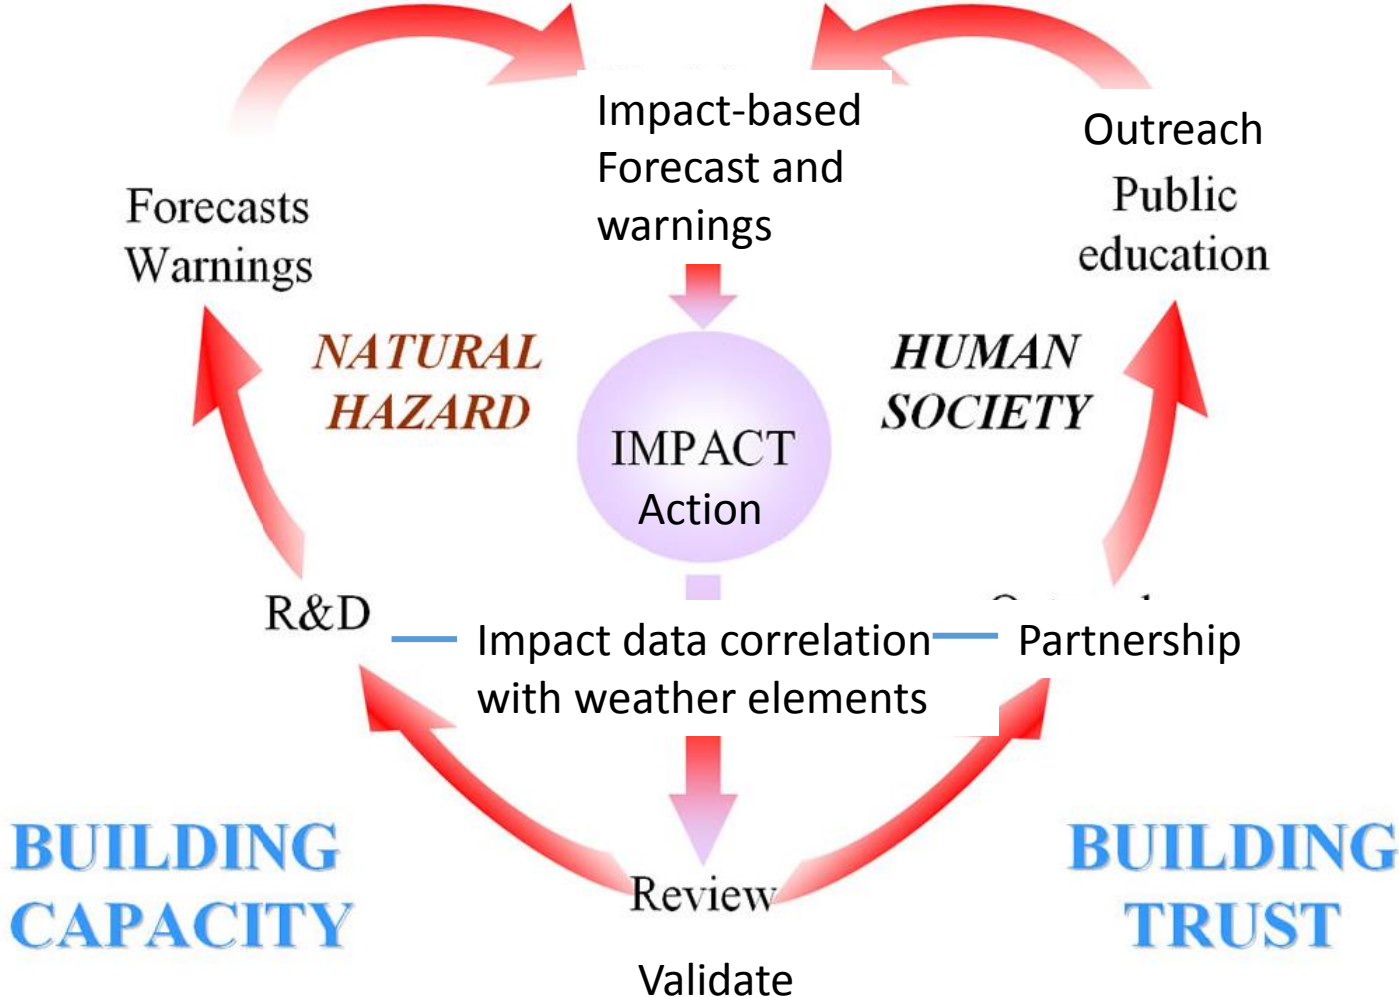 Impact-based
Forecast and
warnings
Outreach
Public
education
Forecasts
Warnings
NATURAL
HAZARD
HUMAN
SOCIETY
IMPACT
Action
R&D
Impact data correlation
with weather elements
Partnership
BUILDING
CAPACITY
BUILDING
TRUST
Review
Validate